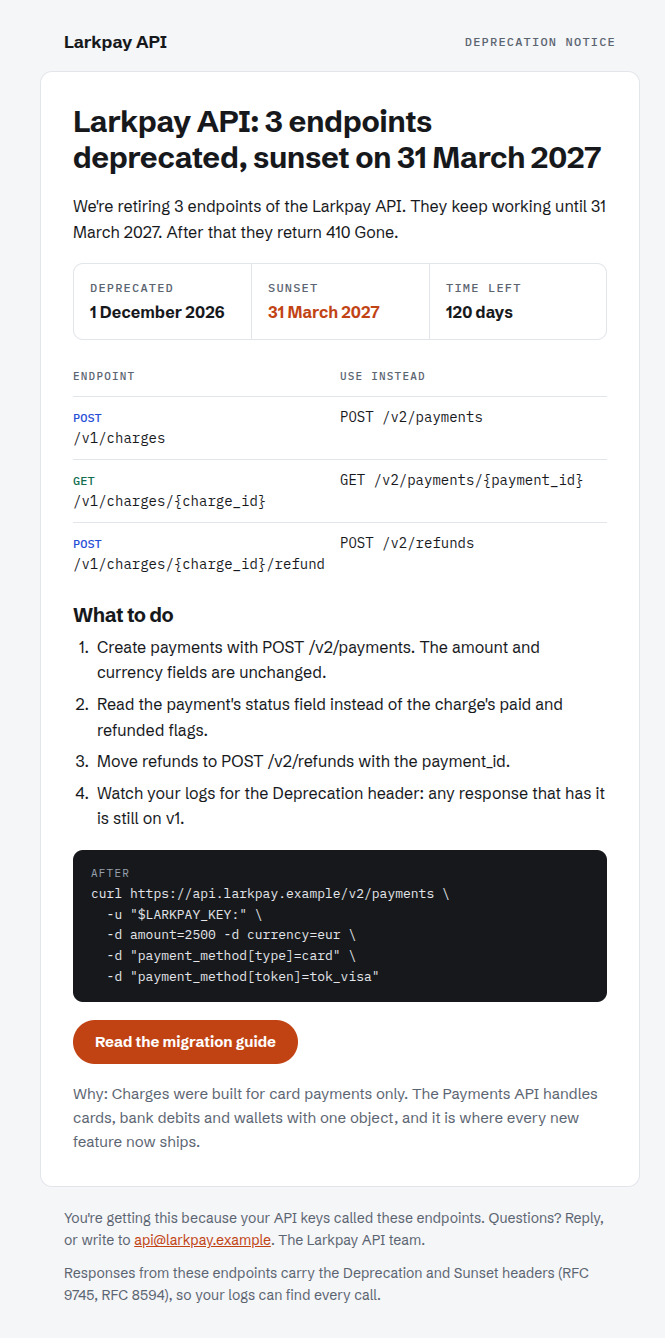 Larkpay API
DEPRECATION NOTICE
Larkpay API: 3 endpoints
deprecated, sunset on 31 March 2027
We're retiring 3 endpoints of the Larkpay API. They keep working until 31
March 2027. After that they return 410 Gone.
DEPRECATED
1 December 2026
SUNSET
31 March 2027
TIME LEFT
120 days
ENDPOINT
USE INSTEAD
POST
/v1/charges
POST /v2/payments
GET
/v1/charges/{charge_id}
GET /v2/payments/{payment_id}
POST
/v1/charges/{charge_id}/refund
POST /v2/refunds
What to do
1. Create payments with POST /v2/payments. The amount and
currency fields are unchanged.
2. Read the payment's status field instead of the charge's paid and
refunded flags.
3. Move refunds to POST /v2/refunds with the payment_id.
4. Watch your logs for the Deprecation header: any response that has it
is still on v1.
AFTER
curl https://api.larkpay.example/v2/payments \
-u "$LARKPAY_KEY:" \
-d amount=2500 -d currency=eur \
-d "payment_method[type]=card" \
-d "payment_method[token]=tok_visa"
Read the migration guide
Why: Charges were built for card payments only. The Payments API handles
cards, bank debits and wallets with one object, and it is where every new
feature now ships.
You're getting this because your API keys called these endpoints. Questions? Reply,
or write to api@larkpay.example. The Larkpay API team.
Responses from these endpoints carry the Deprecation and Sunset headers (RFC
9745, RFC 8594), so your logs can find every call.